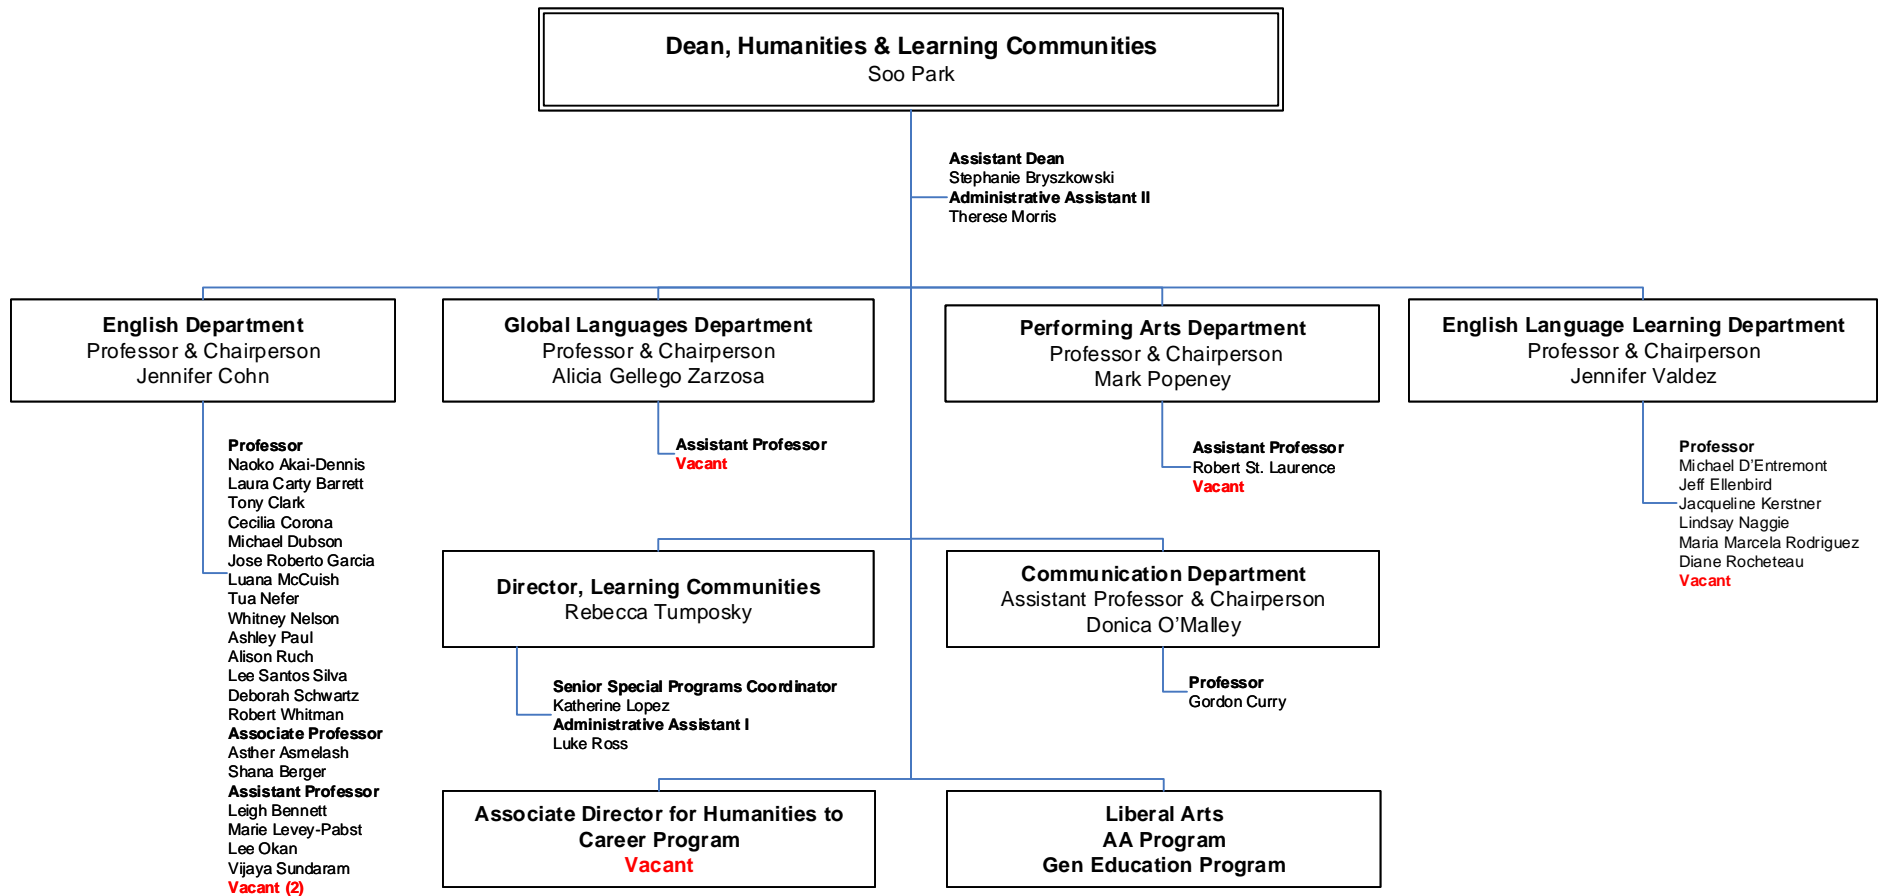 Dean, Humanities & Learning Communities
Soo Park
Assistant Dean
Stephanie Bryszkowski
Administrative Assistant II
Therese Morris
English Department
Professor & Chairperson
Jennifer Cohn
Global Languages Department
Professor & Chairperson
Alicia Gellego Zarzosa
Performing Arts Department
Professor & Chairperson
Mark Popeney
English Language Learning Department
Professor & Chairperson
Jennifer Valdez
Professor
Naoko Akai-Dennis
Laura Carty Barrett
Tony Clark
Cecilia Corona
Michael Dubson
Jose Roberto Garcia
Luana McCuish
Tua Nefer
Whitney Nelson
Ashley Paul
Alison Ruch
Lee Santos Silva
Deborah Schwartz
Robert Whitman
Associate Professor
Asther Asmelash
Shana Berger
Assistant Professor
Leigh Bennett
Marie Levey-Pabst
Lee Okan
Vijaya Sundaram
Vacant (2)
Assistant Professor
Vacant
Assistant Professor
Robert St. Laurence
Vacant
Professor
Michael D’Entremont
Jeff Ellenbird
Jacqueline Kerstner
Lindsay Naggie
Maria Marcela Rodriguez
Diane Rocheteau
Vacant
Director, Learning Communities
Rebecca Tumposky
Communication Department
Assistant Professor & Chairperson
Donica O’Malley
Senior Special Programs Coordinator
Katherine Lopez
Administrative Assistant I
Luke Ross
Professor
Gordon Curry
Associate Director for Humanities to
Career Program
Vacant
Liberal Arts
AA Program
Gen Education Program